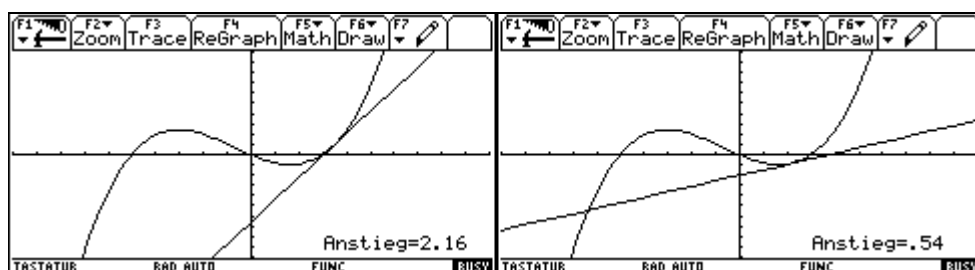 F1 F2 F3 F4 F5 F6 F7
Zoom Trace ReGraph Math Draw
Anstieg=2.16
TASTATUR RAD AUTO FUNC BUSY
F1 F2 F3 F4 F5 F6 F7
Zoom Trace ReGraph Math Draw
Anstieg=.54
TASTATUR RAD AUTO FUNC BUSY